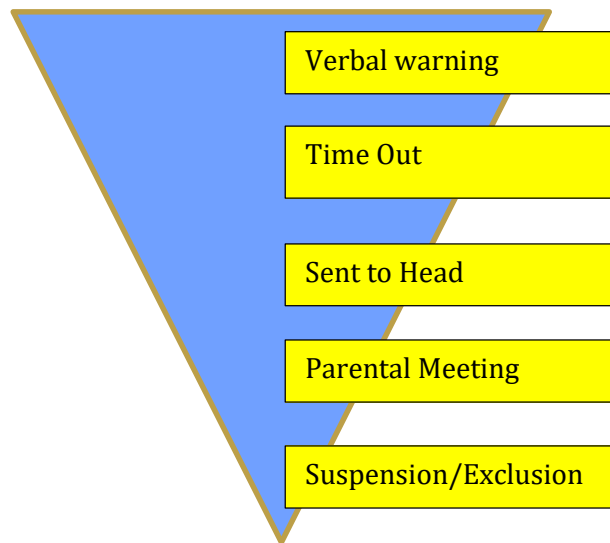 Verbal warning
Time Out
Sent to Head
Parental Meeting
Suspension/Exclusion